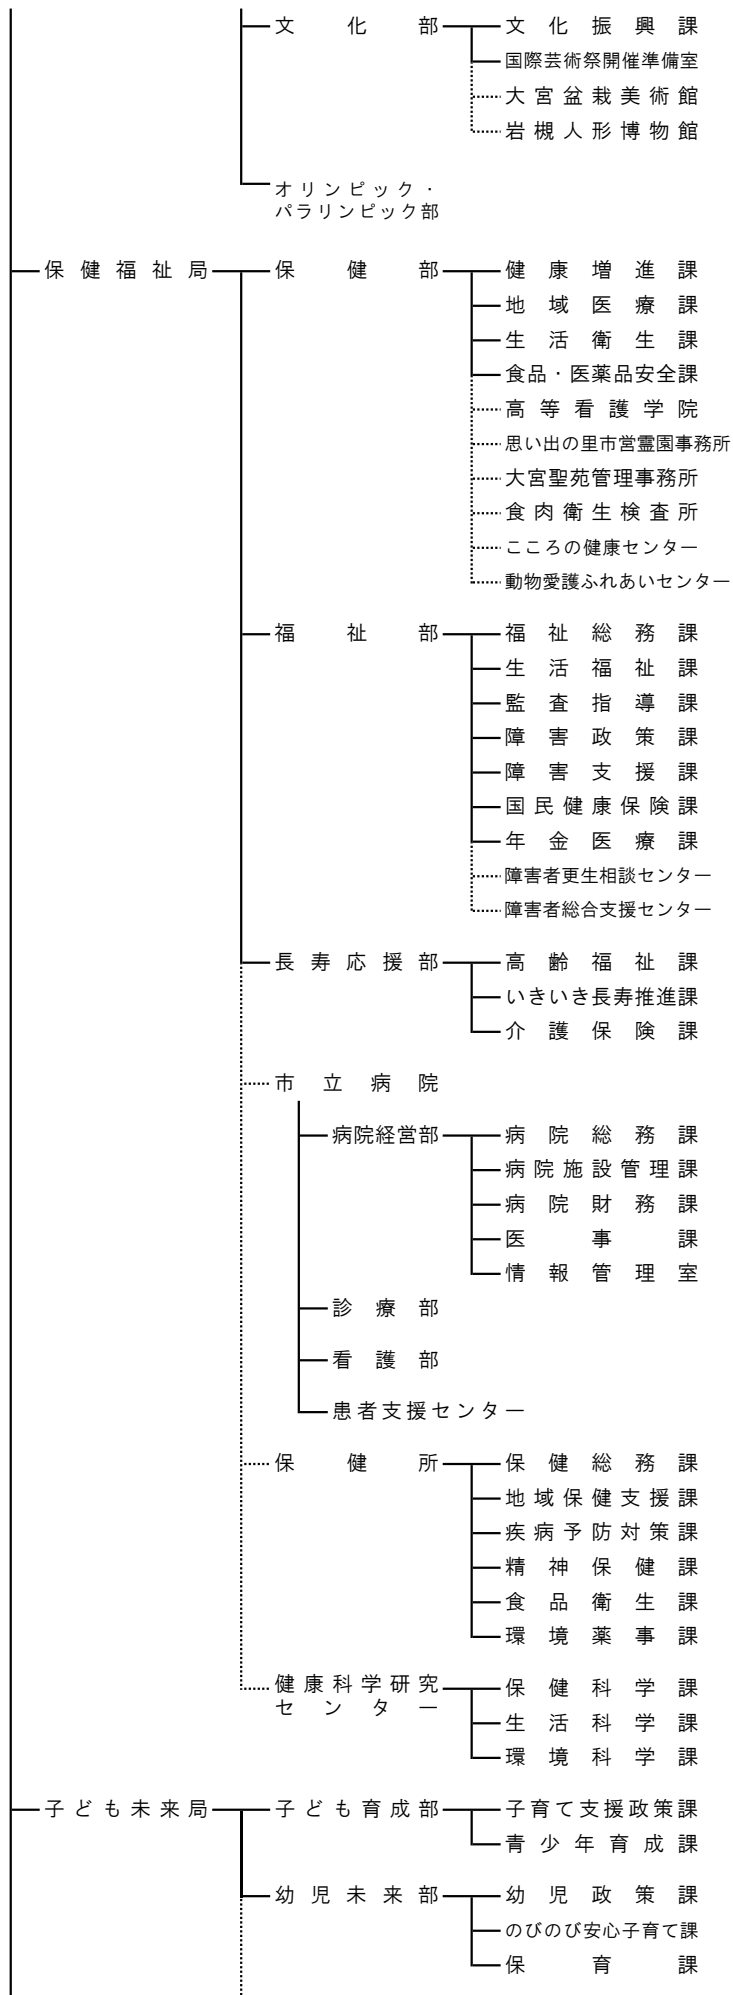 文化部 文化振興課
国際芸術祭開催準備室
大宮盆栽美術館
岩槻人形博物館
オリンピック・
パラリンピック部
保健福祉局 保健部 健康増進課
地域医療課
生活衛生課
食品・医薬品安全課
高等看護学院
思い出の里市営霊園事務所
大宮聖苑管理事務所
食肉衛生検査所
こころの健康センター
動物愛護ふれあいセンター
福祉部 福祉総務課
生活福祉課
監査指導課
障害政策課
障害支援課
国民健康保険課
年金医療課
障害者更生相談センター
障害者総合支援センター
長寿応援部 高齢福祉課
いきいき長寿推進課
介護保険課
市立病院
病院経営部 病院総務課
病院施設管理課
病院財務課
医事課
情報管理室
診療部
看護部
患者支援センター
保健所 保健総務課
地域保健支援課
疾病予防対策課
精神保健課
食品衛生課
環境薬事課
健康科学研究 保健科学課
センター
生活科学課
環境科学課
子ども未来局 子ども育成部 子育て支援政策課
青少年育成課
幼児未来部 幼児政策課
のびのび安心子育て課
保育課